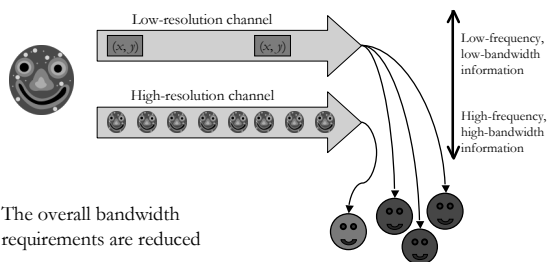 Low-resolution channel
(x, y)
(x, y)
High-resolution channel
Low-frequency,
low-bandwidth
information
High-frequency,
high-bandwidth
information
The overall bandwidth
requirements are reduced